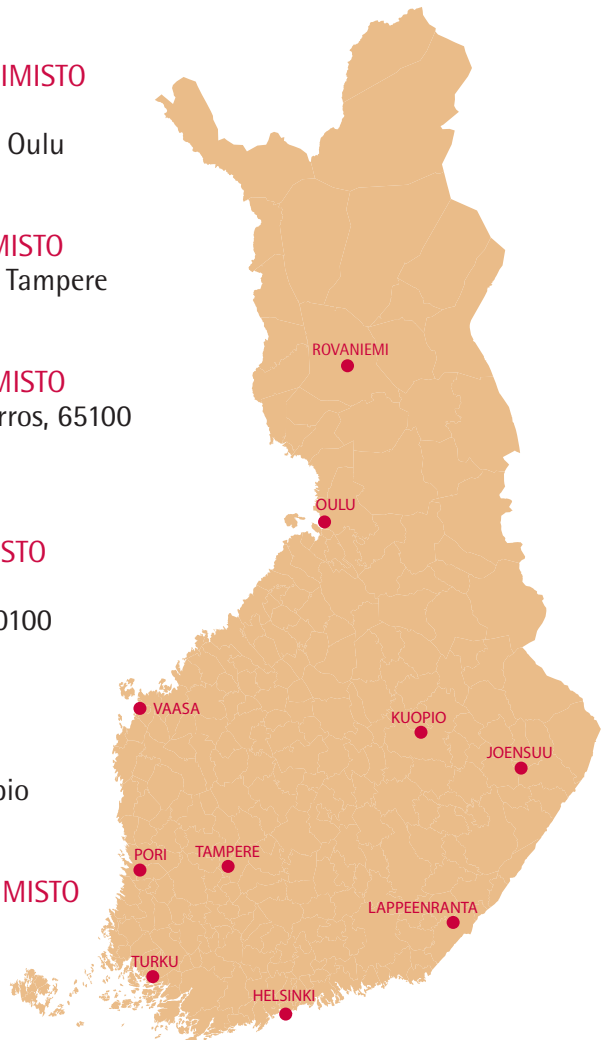 IMISTO
Oulu
MISTO
Tampere
MISTO
rros, 65100
STO
0100
pio
MISTO
ROVANIEMI
OULU
VAASA
KUOPIO
JOENSUU
PORI
TAMPERE
LAPPEENRANTA
TURKU
HELSINKI